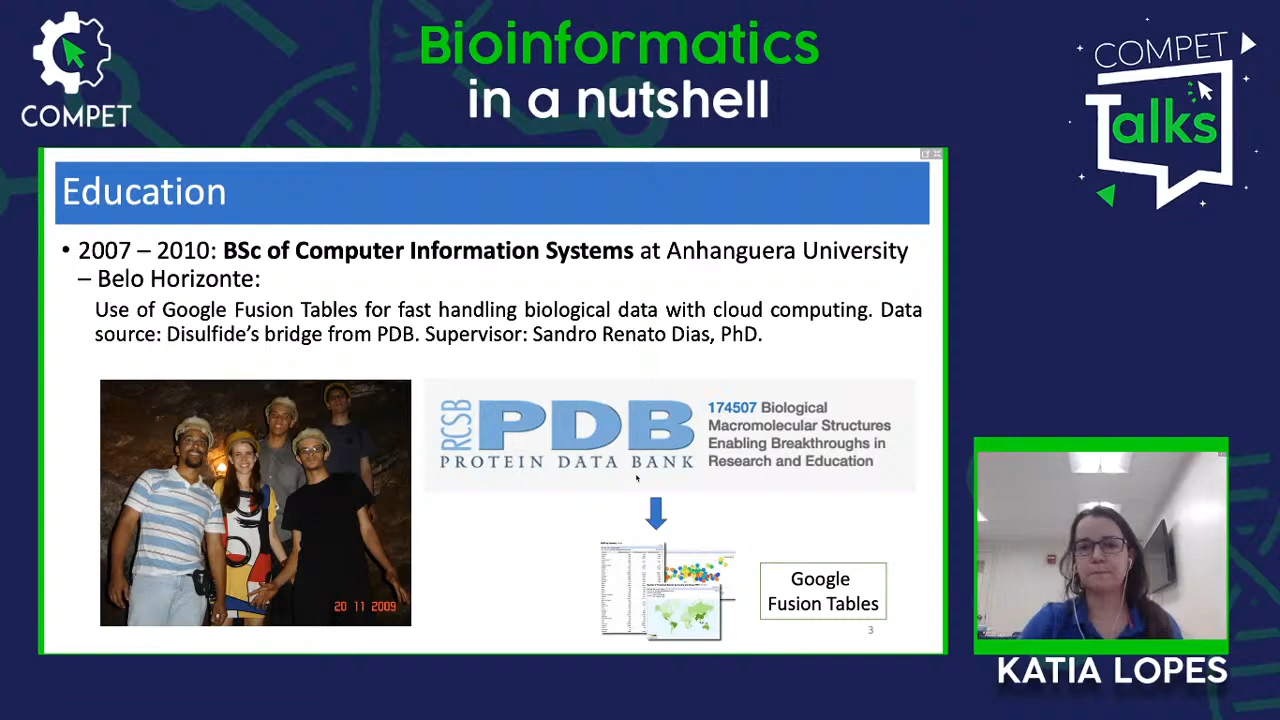 Bioinformatics
in a nutshell
COMPET
COMPET
Talks
Education
• 2007 – 2010: BSc of Computer Information Systems at Anhanguera University
– Belo Horizonte:
Use of Google Fusion Tables for fast handling biological data with cloud computing. Data
source: Disulfide's bridge from PDB. Supervisor: Sandro Renato Dias, PhD.
20 11 2009
RCSB
PDB
PROTEIN DATA BANK
174507 Biological
Macromolecular Structures
Enabling Breakthroughs in
Research and Education
Google
Fusion Tables
3
KATIA LOPES